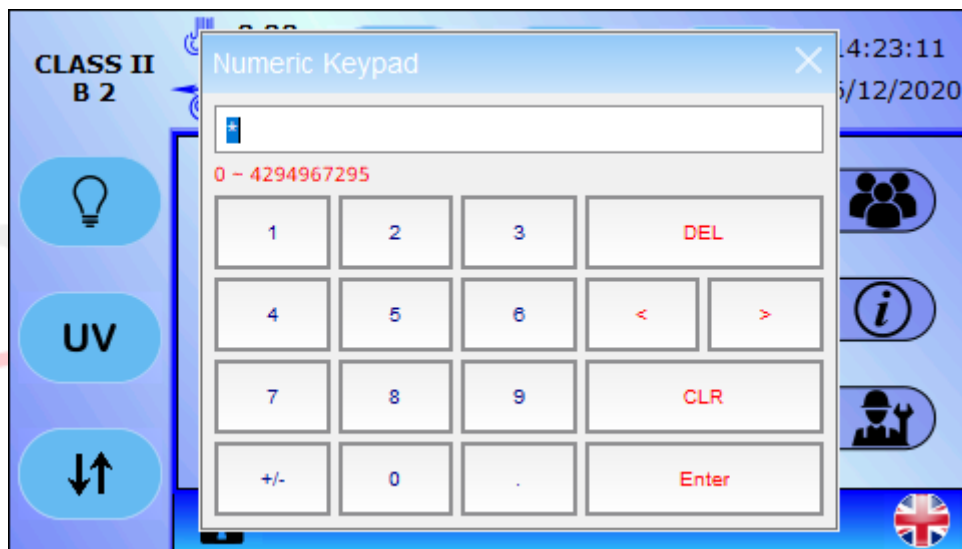 CLASS II
B 2
Numeric Keypad
*
0 ~ 4294967295
1 2 3 DEL
4 5 6 < >
7 8 9 CLR
+/- 0 . Enter
UV
4:23:11
/12/2020
i